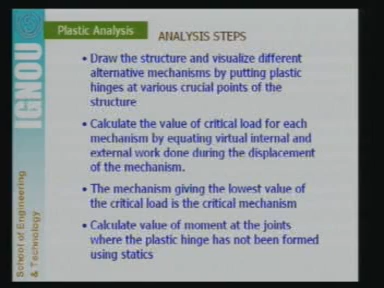 Plastic Analysis
ANALYSIS STEPS
• Draw the structure and visualize different
alternative mechanisms by putting plastic
hinges at various crucial points of the
structure
• Calculate the value of critical load for each
mechanism by equating virtual internal and
external work done during the displacement
of the mechanism.
• The mechanism giving the lowest value of
the critical load is the critical mechanism
• Calculate value of moment at the joints
where the plastic hinge has not been formed
using statics
IGNOU
School of Engineering
& Technology